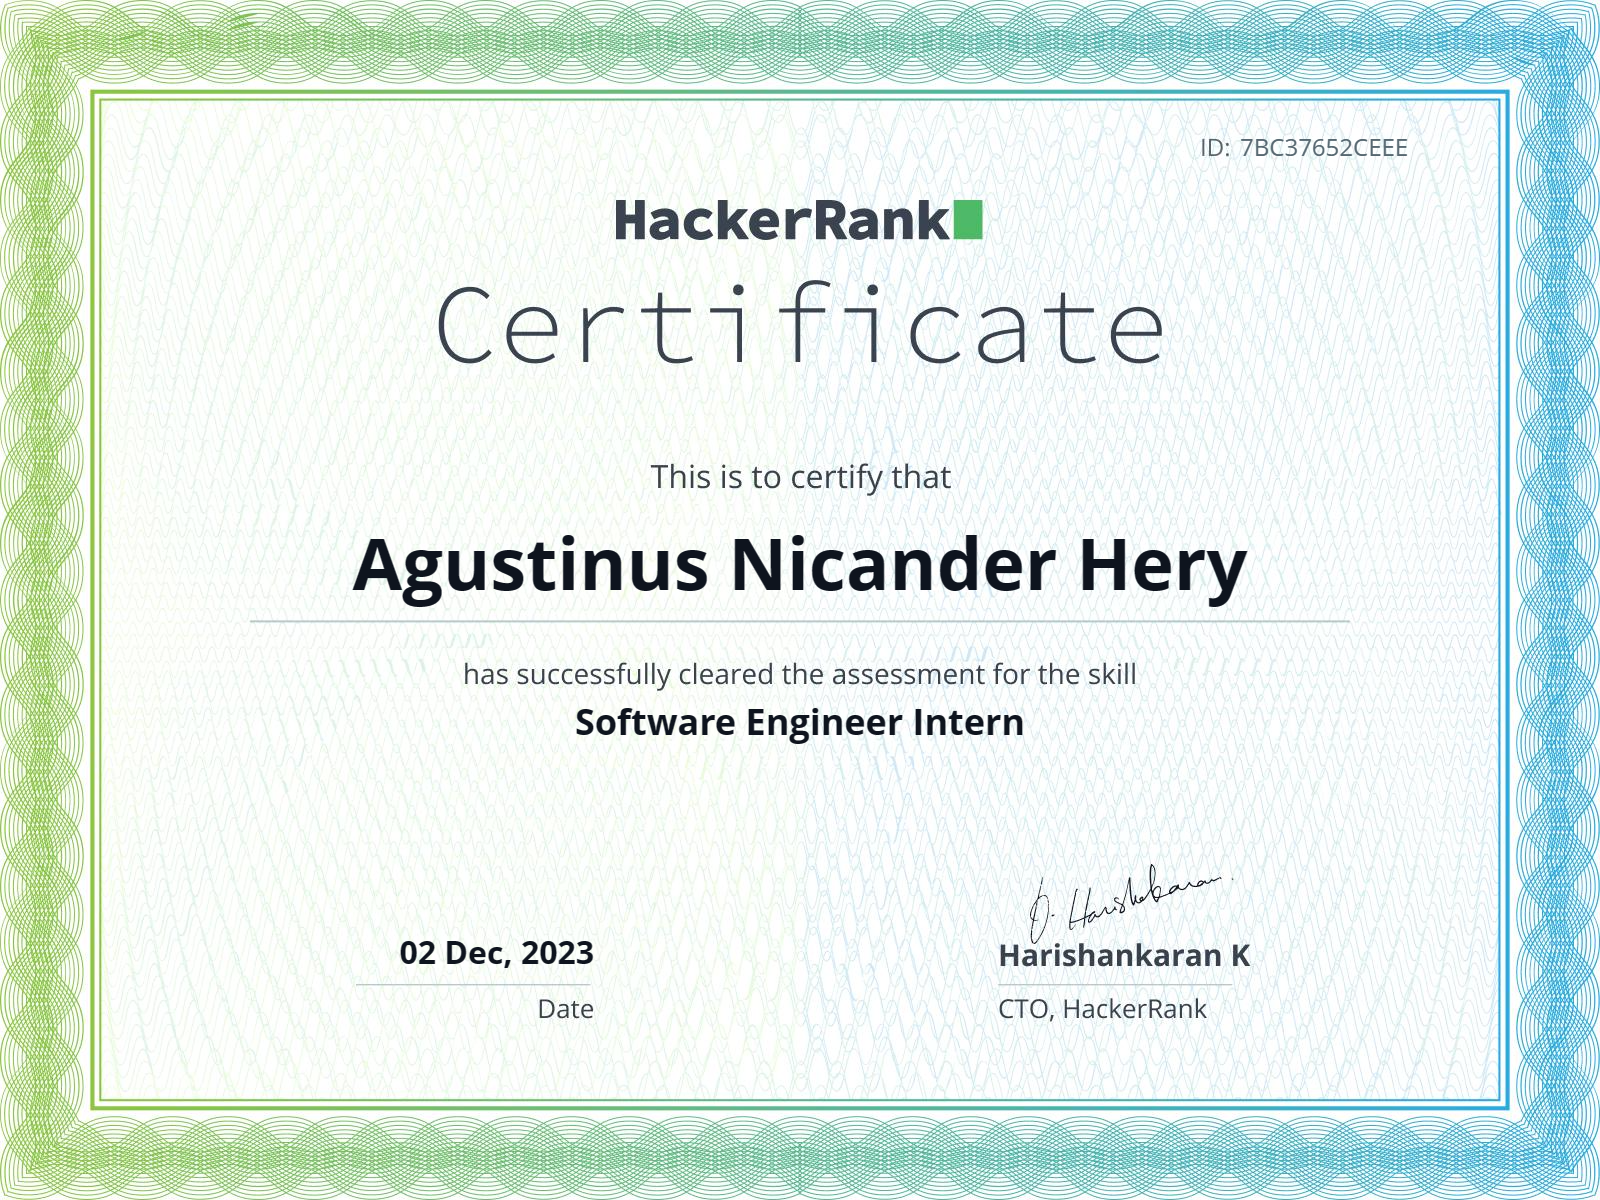 ID: 7BC37652CEEE
HackerRank
Certificate
This is to certify that
Agustinus Nicander Hery
has successfully cleared the assessment for the skill
Software Engineer Intern
02 Dec, 2023
Date
J. Harishankaran
Harishankaran K
CTO, HackerRank